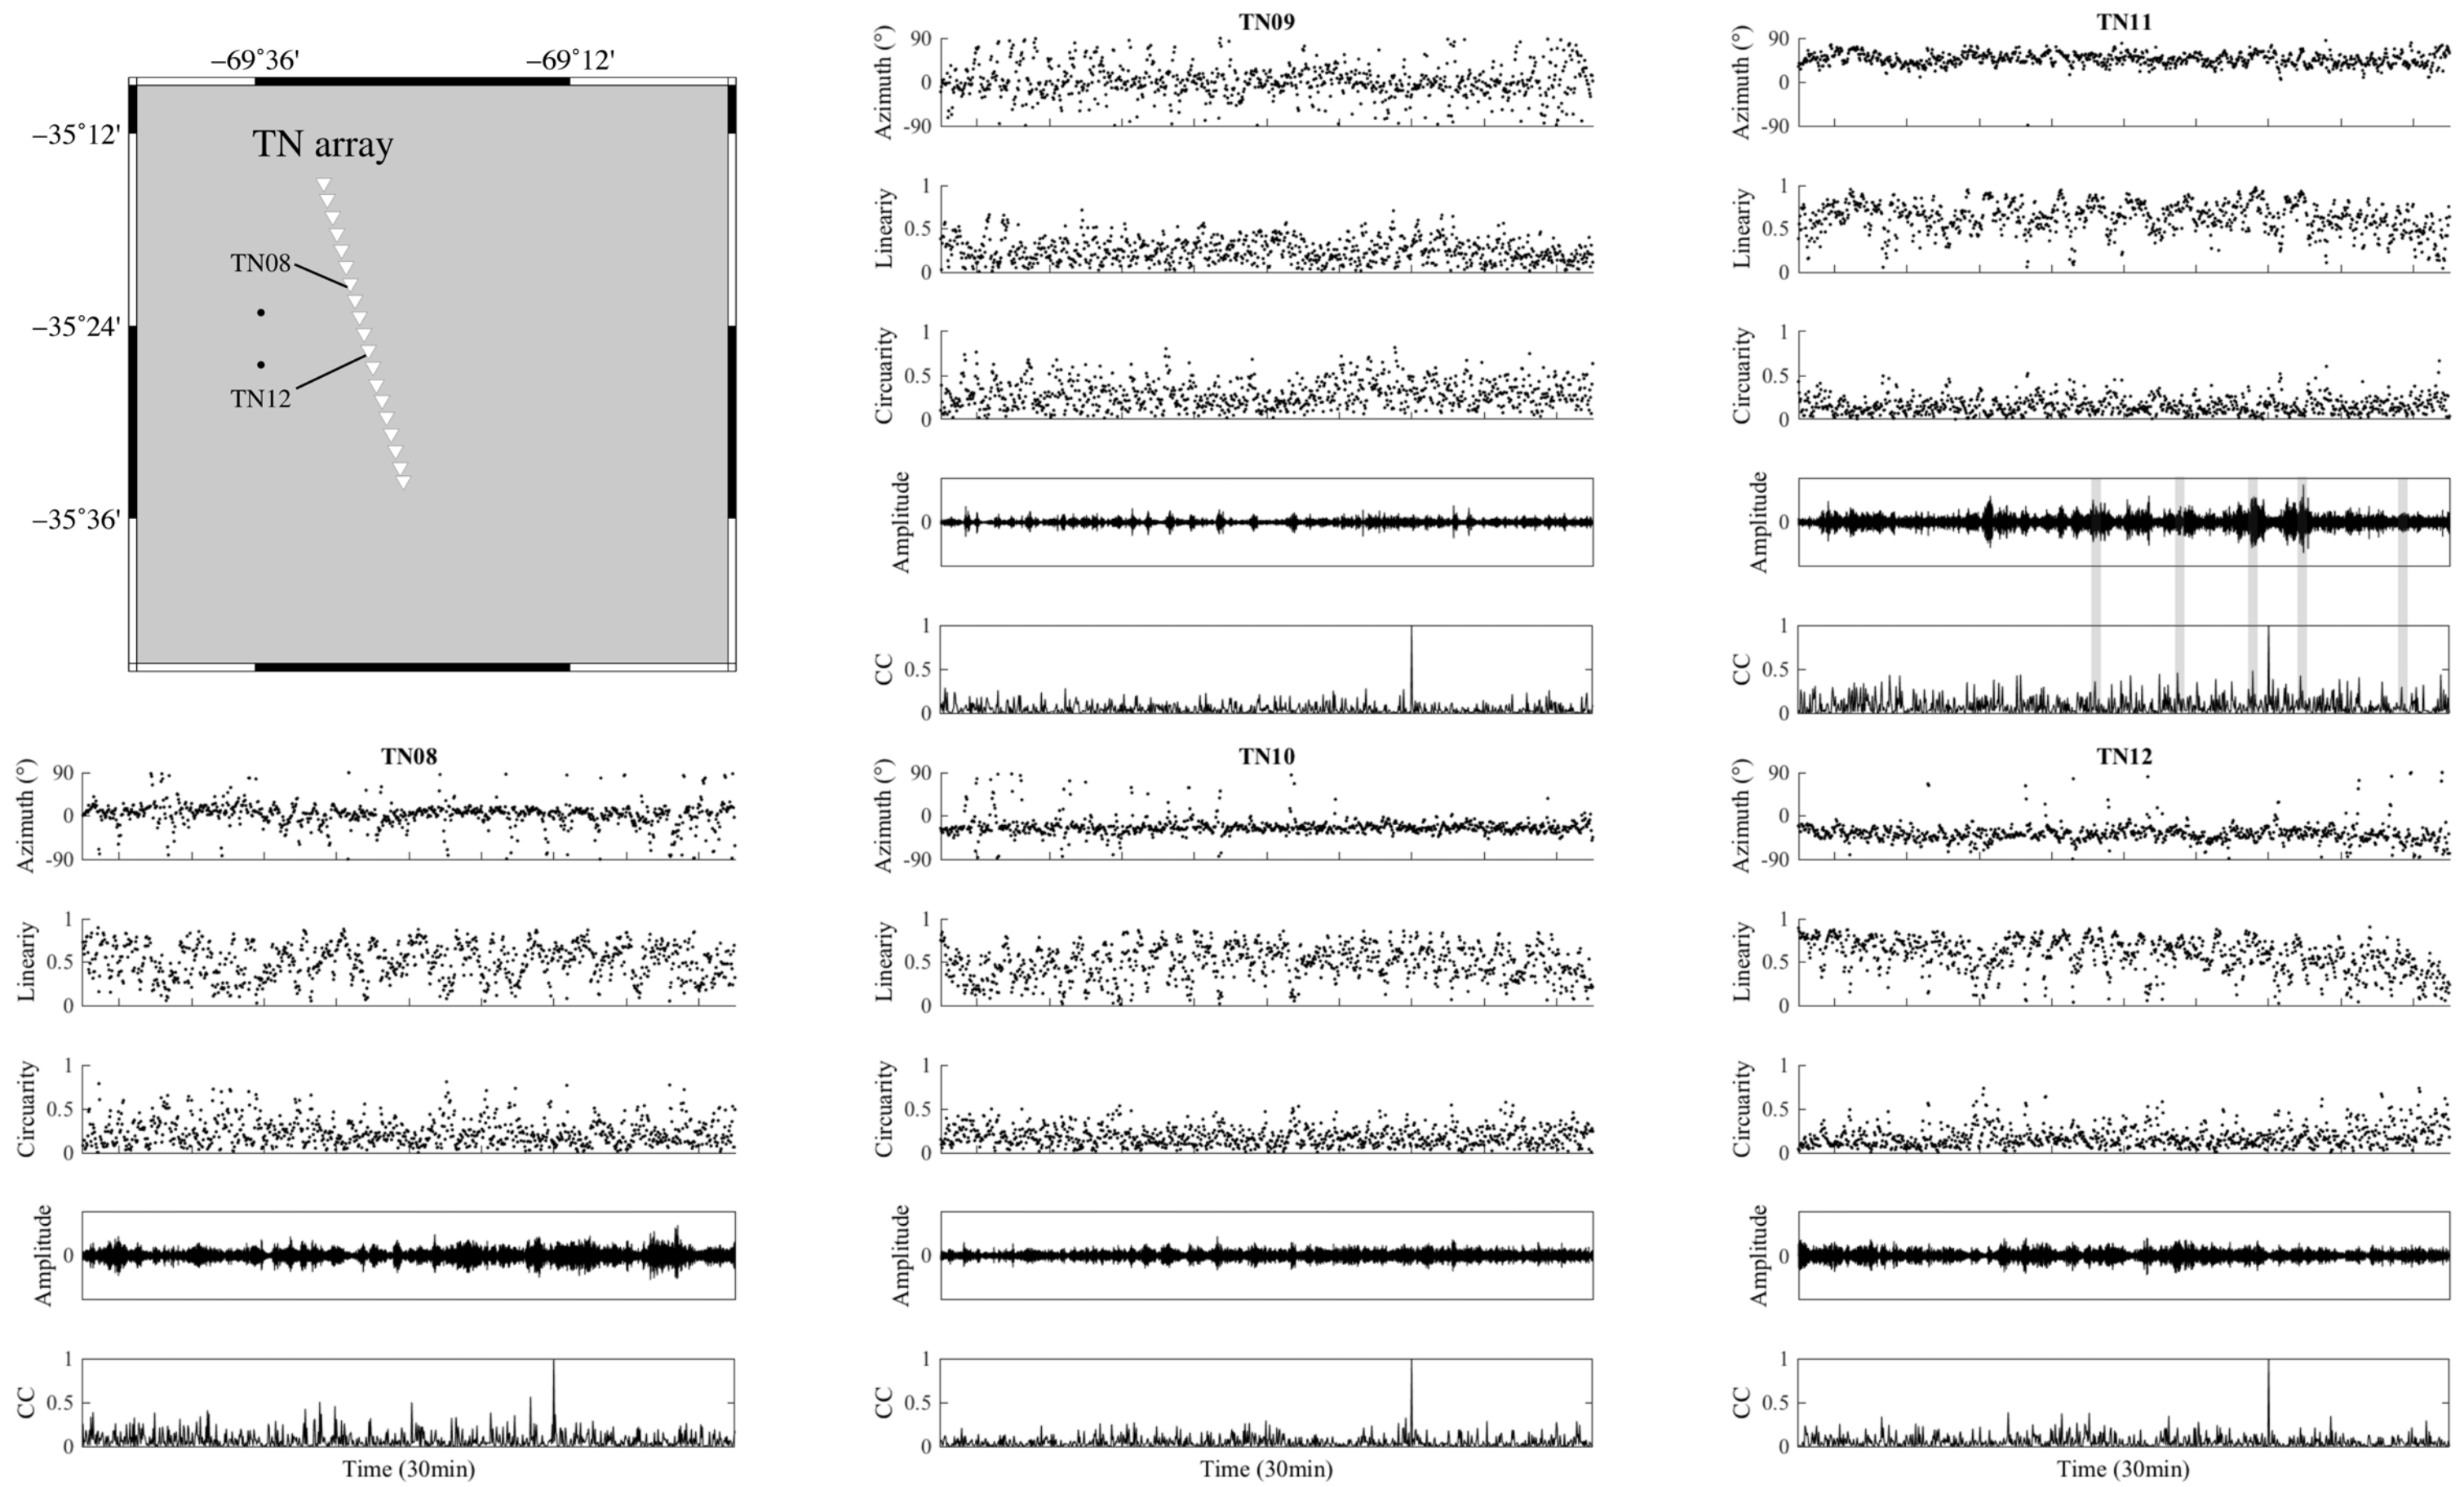 −69˚36'
−69˚12'
−35˚12'
−35˚24'
−35˚36'
TN array
TN08
TN12
TN09
Azimuth (°)
90
0
-90
Lineariy
1
0.5
0
Circuarity
1
0.5
0
Amplitude
0
CC
1
0.5
0
TN11
Azimuth (°)
90
0
-90
Lineariy
1
0.5
0
Circuarity
1
0.5
0
Amplitude
0
CC
1
0.5
0
TN08
Azimuth (°)
90
0
-90
Lineariy
1
0.5
0
Circuarity
1
0.5
0
Amplitude
0
CC
1
0.5
0
Time (30min)
TN10
Azimuth (°)
90
0
-90
Lineariy
1
0.5
0
Circuarity
1
0.5
0
Amplitude
0
CC
1
0.5
0
Time (30min)
TN12
Azimuth (°)
90
0
-90
Lineariy
1
0.5
0
Circuarity
1
0.5
0
Amplitude
0
CC
1
0.5
0
Time (30min)